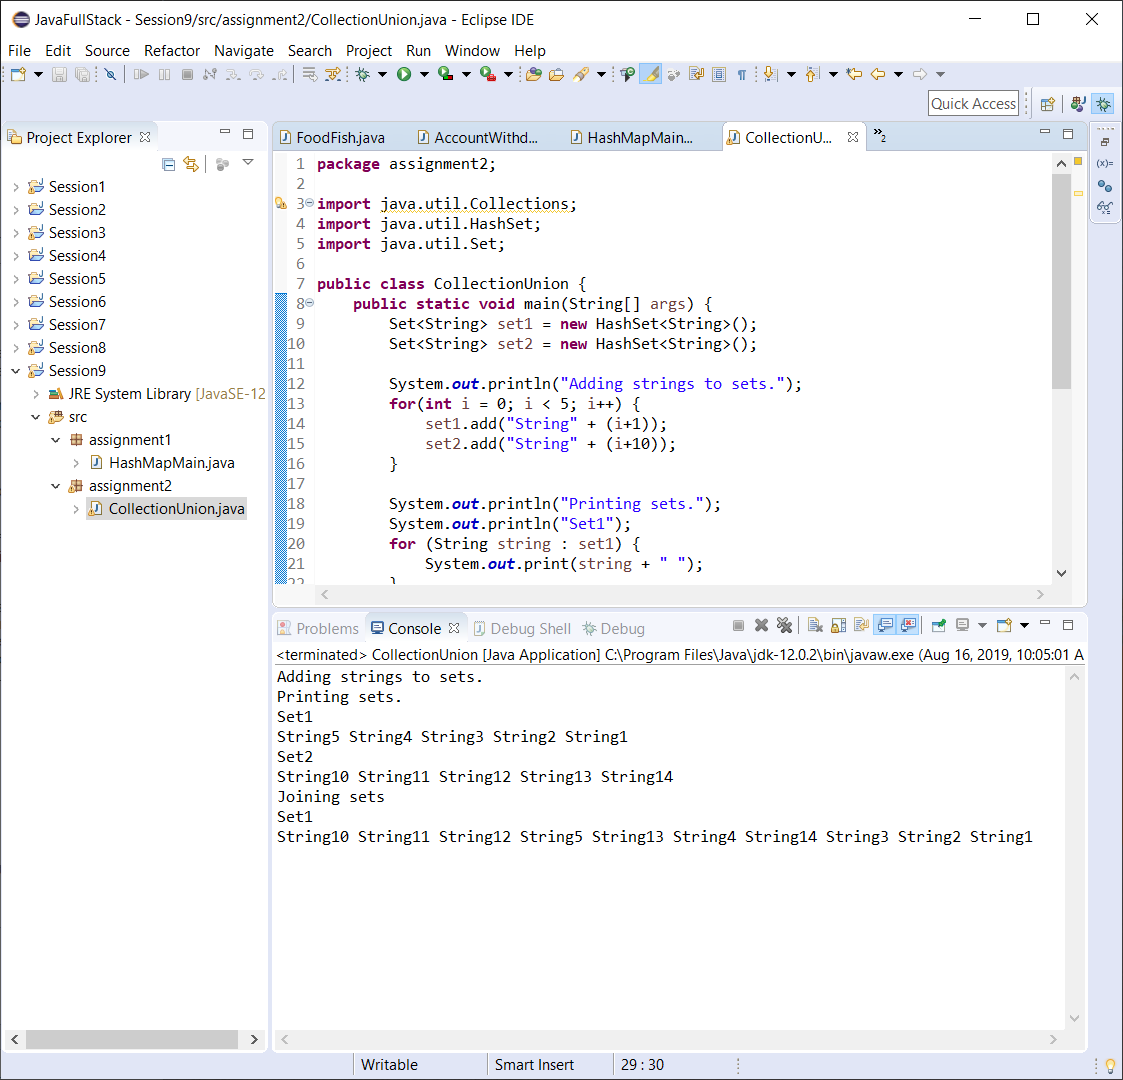 JavaFullStack - Session9/src/assignment2/CollectionUnion.java - Eclipse IDE
File Edit Source Refactor Navigate Search Project Run Window Help
Quick Access
Project Explorer
Session1
Session2
Session3
Session4
Session5
Session6
Session7
Session8
Session9
JRE System Library [JavaSE-12
src
assignment1
HashMapMain.java
assignment2
CollectionUnion.java
FoodFish.java AccountWithd... HashMapMain... CollectionU... »2
1 package assignment2;
2
3 import java.util.Collections;
4 import java.util.HashSet;
5 import java.util.Set;
6
7 public class CollectionUnion {
8 public static void main(String[] args) {
9 Set<String> set1 = new HashSet<String>();
10 Set<String> set2 = new HashSet<String>();
11
12 System.out.println("Adding strings to sets.");
13 for(int i = 0; i < 5; i++) {
14 set1.add("String" + (i+1));
15 set2.add("String" + (i+10));
16 }
17
18 System.out.println("Printing sets.");
19 System.out.println("Set1");
20 for (String string : set1) {
21 System.out.print(string + " ");
22 }
Problems Console Debug Shell Debug
<terminated> CollectionUnion [Java Application] C:\Program Files\Java\jdk-12.0.2\bin\javaw.exe (Aug 16, 2019, 10:05:01 A
Adding strings to sets.
Printing sets.
Set1
String5 String4 String3 String2 String1
Set2
String10 String11 String12 String13 String14
Joining sets
Set1
String10 String11 String12 String5 String13 String4 String14 String3 String2 String1
Writable Smart Insert 29 : 30